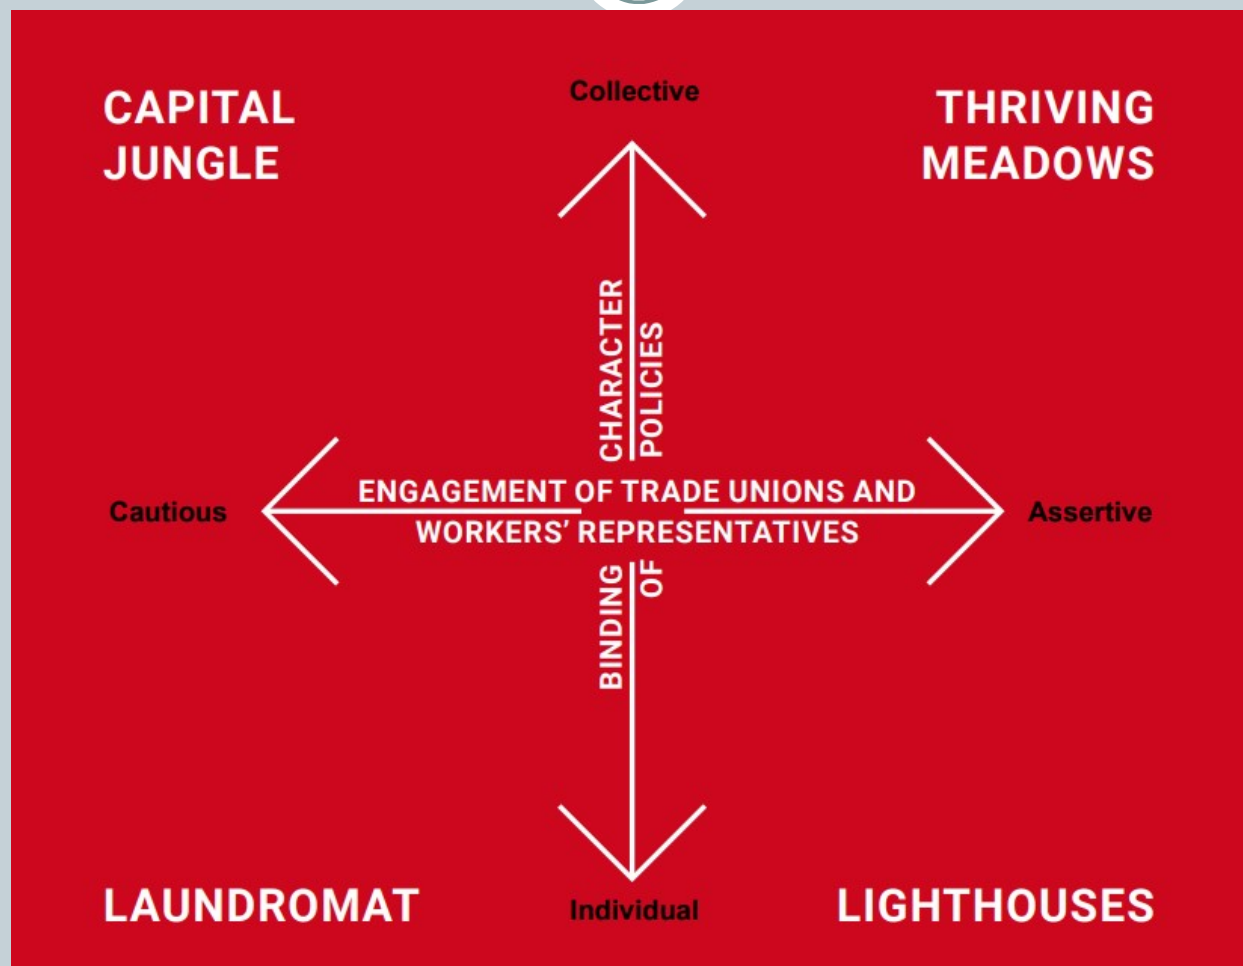 CAPITAL
JUNGLE
Collective
THRIVING
MEADOWS
CHARACTER
POLICIES
Cautious
ENGAGEMENT OF TRADE UNIONS AND
WORKERS' REPRESENTATIVES
Assertive
BINDING
OF
LAUNDROMAT
Individual
LIGHTHOUSES